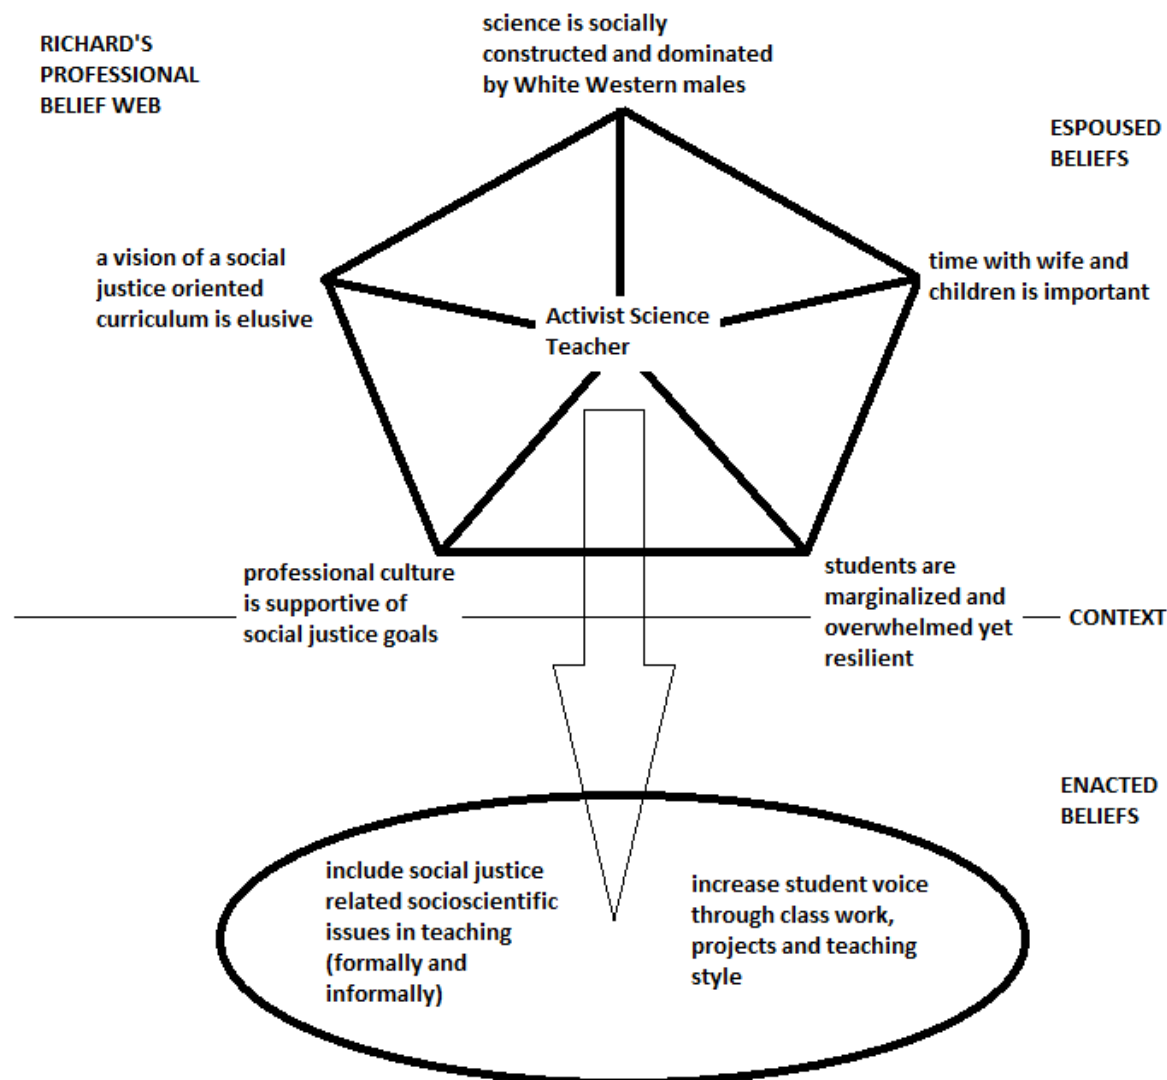 RICHARD'S
PROFESSIONAL
BELIEF WEB
science is socially
constructed and dominated
by White Western males
ESPOUSED
BELIEFS
a vision of a social
justice oriented
curriculum is elusive
time with wife and
children is important
Activist Science
Teacher
professional culture
is supportive of
social justice goals
students are
marginalized and
overwhelmed yet
resilient
CONTEXT
ENACTED
BELIEFS
include social justice
related socioscientific
issues in teaching
(formally and
informally)
increase student voice
through class work,
projects and teaching
style